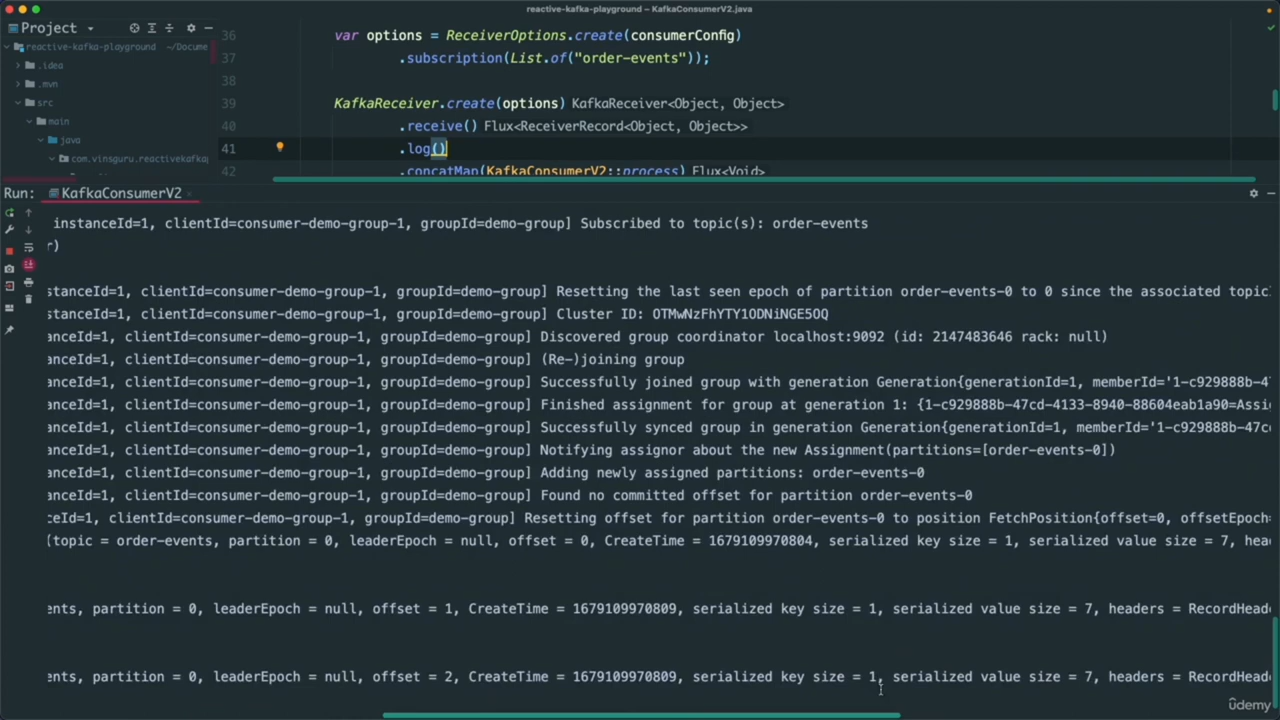 reactive-kafka-playground – KafkaConsumerV2.java
Project
reactive-kafka-playground ~/Docume
.idea
.mvn
src
main
java
com.vinsguru.reactivekafka
36 var options = ReceiverOptions.create(consumerConfig)
37 .subscription(List.of("order-events"));
38
39 KafkaReceiver.create(options) KafkaReceiver<Object, Object>
40 .receive() Flux<ReceiverRecord<Object, Object>>
41 .log()
42 .concatMap(KafkaConsumerV2::process) Flux<Void>
Run: KafkaConsumerV2
instanceId=1, clientId=consumer-demo-group-1, groupId=demo-group] Subscribed to topic(s): order-events
r)
stanceId=1, clientId=consumer-demo-group-1, groupId=demo-group] Resetting the last seen epoch of partition order-events-0 to 0 since the associated topic
stanceId=1, clientId=consumer-demo-group-1, groupId=demo-group] Cluster ID: OTMwNzFhYTY1ODNiNGE5OQ
anceId=1, clientId=consumer-demo-group-1, groupId=demo-group] Discovered group coordinator localhost:9092 (id: 2147483646 rack: null)
anceId=1, clientId=consumer-demo-group-1, groupId=demo-group] (Re-)joining group
anceId=1, clientId=consumer-demo-group-1, groupId=demo-group] Successfully joined group with generation Generation{generationId=1, memberId='1-c929888b-47
anceId=1, clientId=consumer-demo-group-1, groupId=demo-group] Finished assignment for group at generation 1: {1-c929888b-47cd-4133-8940-88604eab1a90=Assig
anceId=1, clientId=consumer-demo-group-1, groupId=demo-group] Successfully synced group in generation Generation{generationId=1, memberId='1-c929888b-47cd
anceId=1, clientId=consumer-demo-group-1, groupId=demo-group] Notifying assignor about the new Assignment(partitions=[order-events-0])
anceId=1, clientId=consumer-demo-group-1, groupId=demo-group] Adding newly assigned partitions: order-events-0
anceId=1, clientId=consumer-demo-group-1, groupId=demo-group] Found no committed offset for partition order-events-0
ceId=1, clientId=consumer-demo-group-1, groupId=demo-group] Resetting offset for partition order-events-0 to position FetchPosition{offset=0, offsetEpoch=
(topic = order-events, partition = 0, leaderEpoch = null, offset = 0, CreateTime = 1679109970804, serialized key size = 1, serialized value size = 7, hea
ents, partition = 0, leaderEpoch = null, offset = 1, CreateTime = 1679109970809, serialized key size = 1, serialized value size = 7, headers = RecordHead
ents, partition = 0, leaderEpoch = null, offset = 2, CreateTime = 1679109970809, serialized key size = 1, serialized value size = 7, headers = RecordHead
udemy